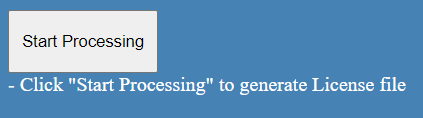 Start Processing
- Click "Start Processing" to generate License file